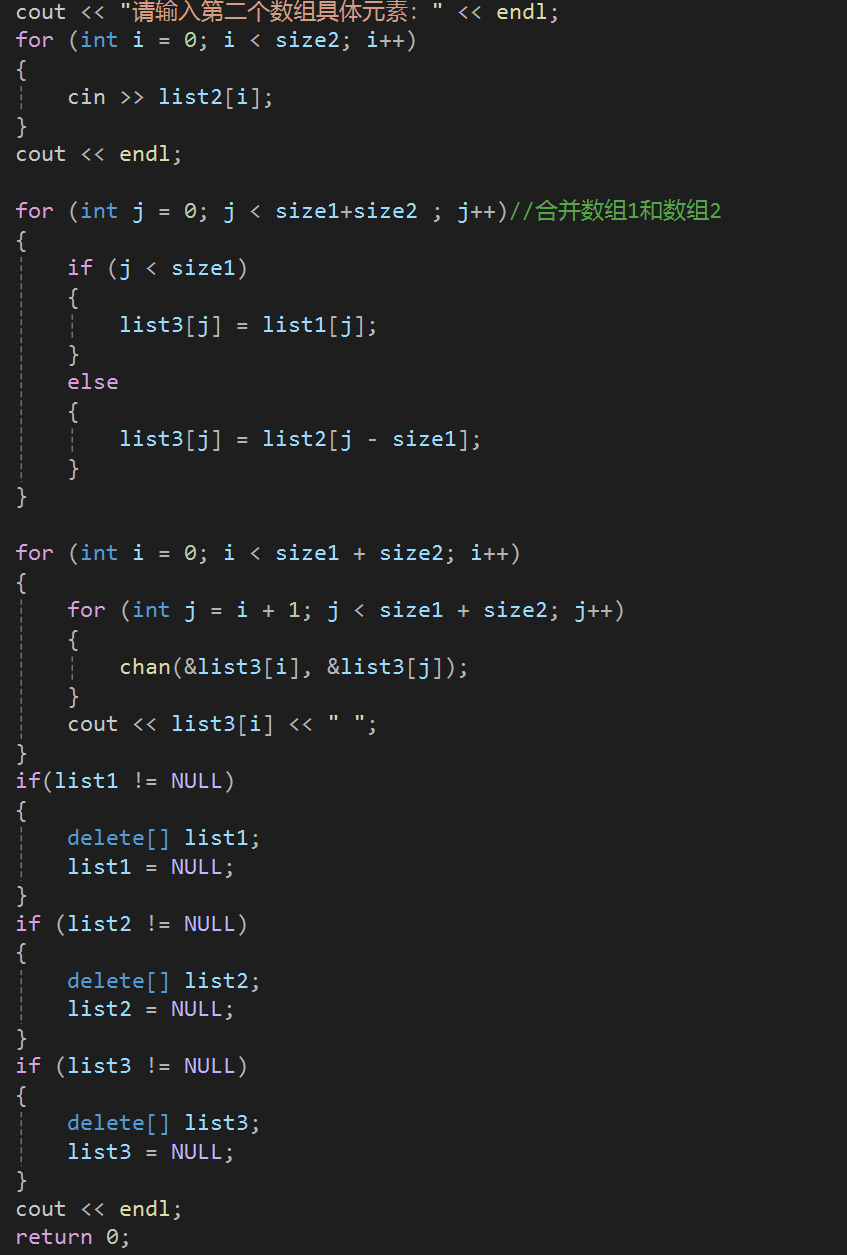 cout << "请输入第二个数组具体元素: " << endl;
for (int i = 0; i < size2; i++)
{
    cin >> list2[i];
}
cout << endl;
for (int j = 0; j < size1+size2 ; j++)//合并数组1和数组2
{
    if (j < size1)
    {
        list3[j] = list1[j];
    }
    else
    {
        list3[j] = list2[j - size1];
    }
}
for (int i = 0; i < size1 + size2; i++)
{
    for (int j = i + 1; j < size1 + size2; j++)
    {
        chan(&list3[i], &list3[j]);
    }
    cout << list3[i] << " ";
}
if(list1 != NULL)
{
    delete[] list1;
    list1 = NULL;
}
if (list2 != NULL)
{
    delete[] list2;
    list2 = NULL;
}
if (list3 != NULL)
{
    delete[] list3;
    list3 = NULL;
}
cout << endl;
return 0;